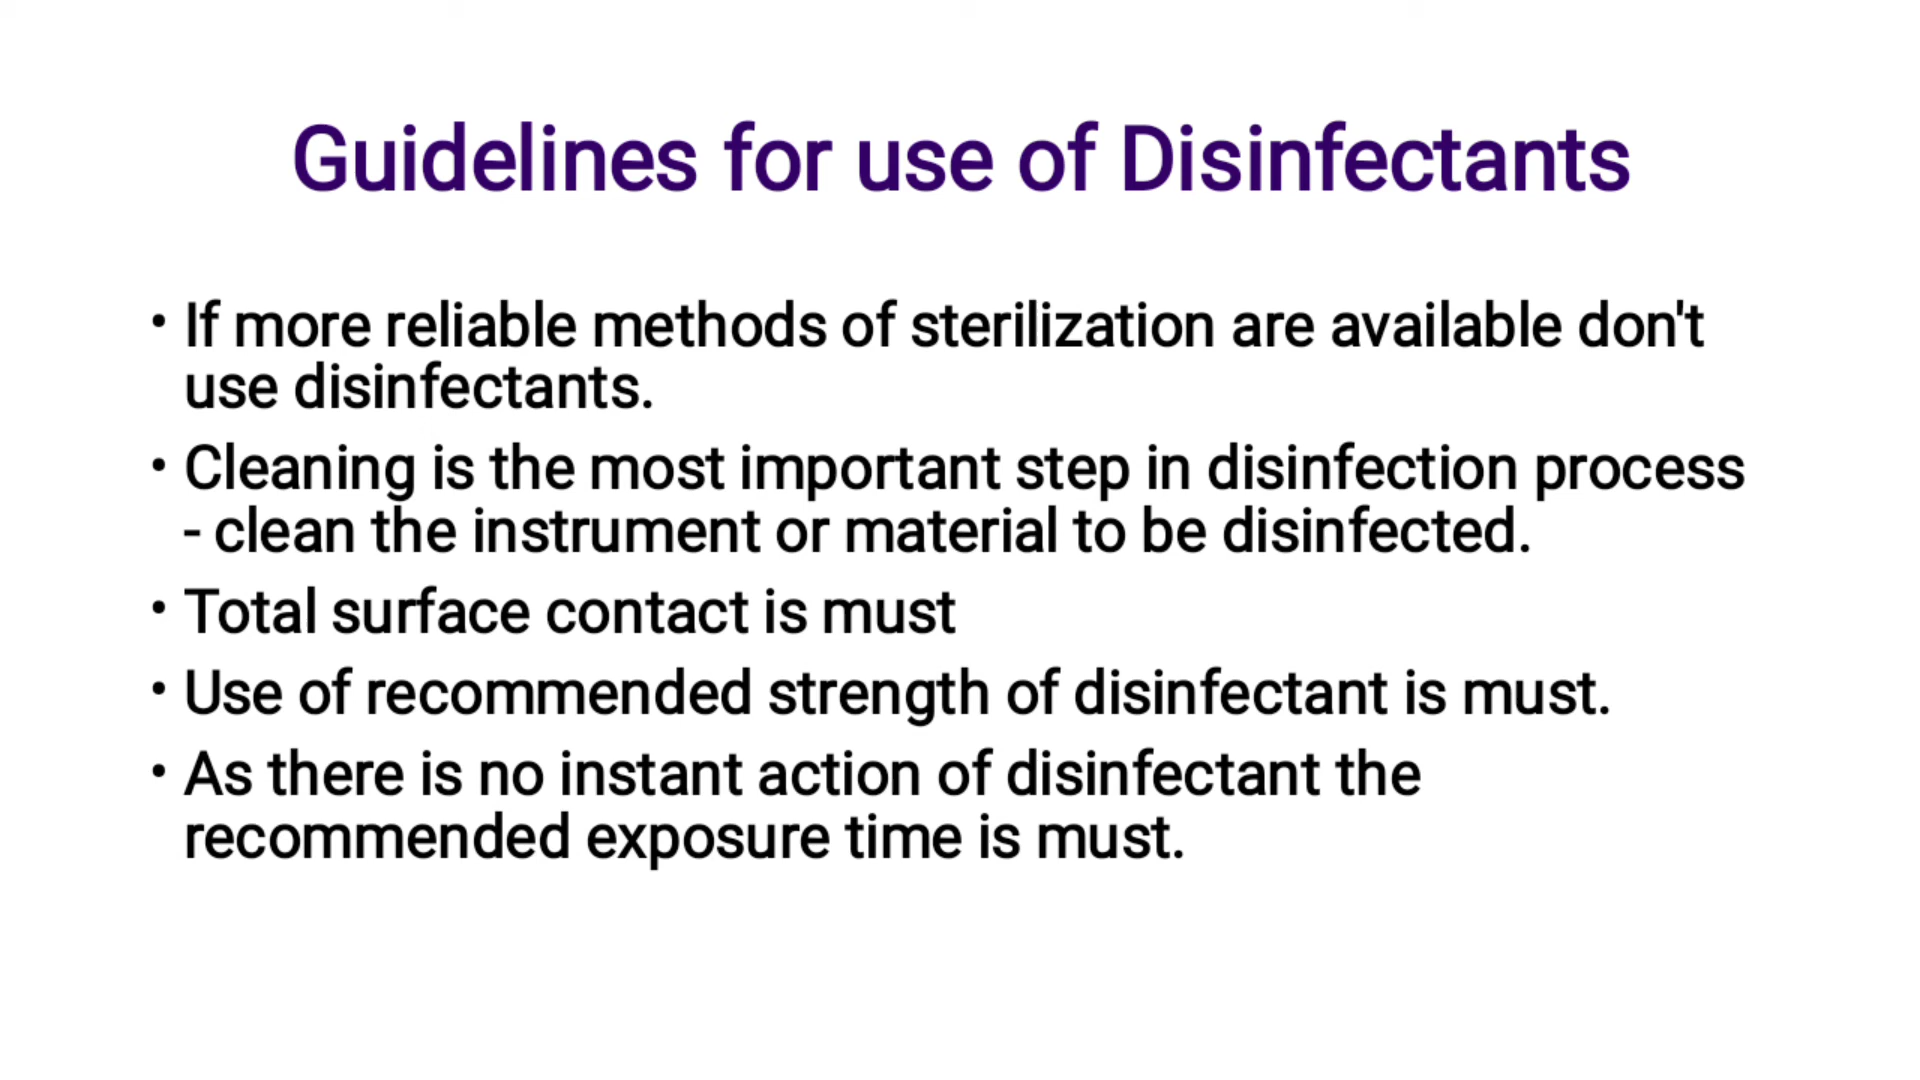 Guidelines for use of Disinfectants
• If more reliable methods of sterilization are available don't
use disinfectants.
• Cleaning is the most important step in disinfection process
- clean the instrument or material to be disinfected.
• Total surface contact is must
• Use of recommended strength of disinfectant is must.
• As there is no instant action of disinfectant the
recommended exposure time is must.